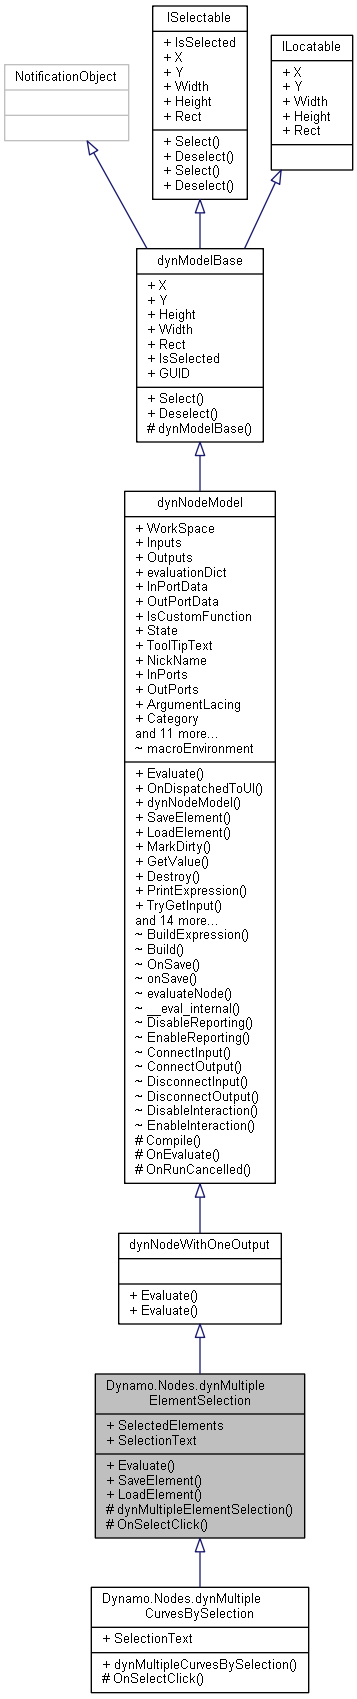 ISelectable
+ IsSelected
+ X
+ Y
+ Width
+ Height
+ Rect
+ Select()
+ Deselect()
+ Select()
+ Deselect()
ILocatable
+ X
+ Y
+ Width
+ Height
+ Rect
NotificationObject
dynModelBase
+ X
+ Y
+ Height
+ Width
+ Rect
+ IsSelected
+ GUID
+ Select()
+ Deselect()
# dynModelBase()
dynNodeModel
+ WorkSpace
+ Inputs
+ Outputs
+ evaluationDict
+ InPortData
+ OutPortData
+ IsCustomFunction
+ State
+ ToolTipText
+ NickName
+ InPorts
+ OutPorts
+ ArgumentLacing
+ Category
and 11 more...
~ macroEnvironment
+ Evaluate()
+ OnDispatchedToUI()
+ dynNodeModel()
+ SaveElement()
+ LoadElement()
+ MarkDirty()
+ GetValue()
+ Destroy()
+ PrintExpression()
+ TryGetInput()
and 14 more...
~ BuildExpression()
~ Build()
~ OnSave()
~ onSave()
~ evaluateNode()
~ __eval_internal()
~ DisableReporting()
~ EnableReporting()
~ ConnectInput()
~ ConnectOutput()
~ DisconnectInput()
~ DisconnectOutput()
~ DisableInteraction()
~ EnableInteraction()
# Compile()
# OnEvaluate()
# OnRunCancelled()
dynNodeWithOneOutput
+ Evaluate()
+ Evaluate()
Dynamo.Nodes.dynMultiple
ElementSelection
+ SelectedElements
+ SelectionText
+ Evaluate()
+ SaveElement()
+ LoadElement()
# dynMultipleElementSelection()
# OnSelectClick()
Dynamo.Nodes.dynMultiple
CurvesBySelection
+ SelectionText
+ dynMultipleCurvesBySelection()
# OnSelectClick()